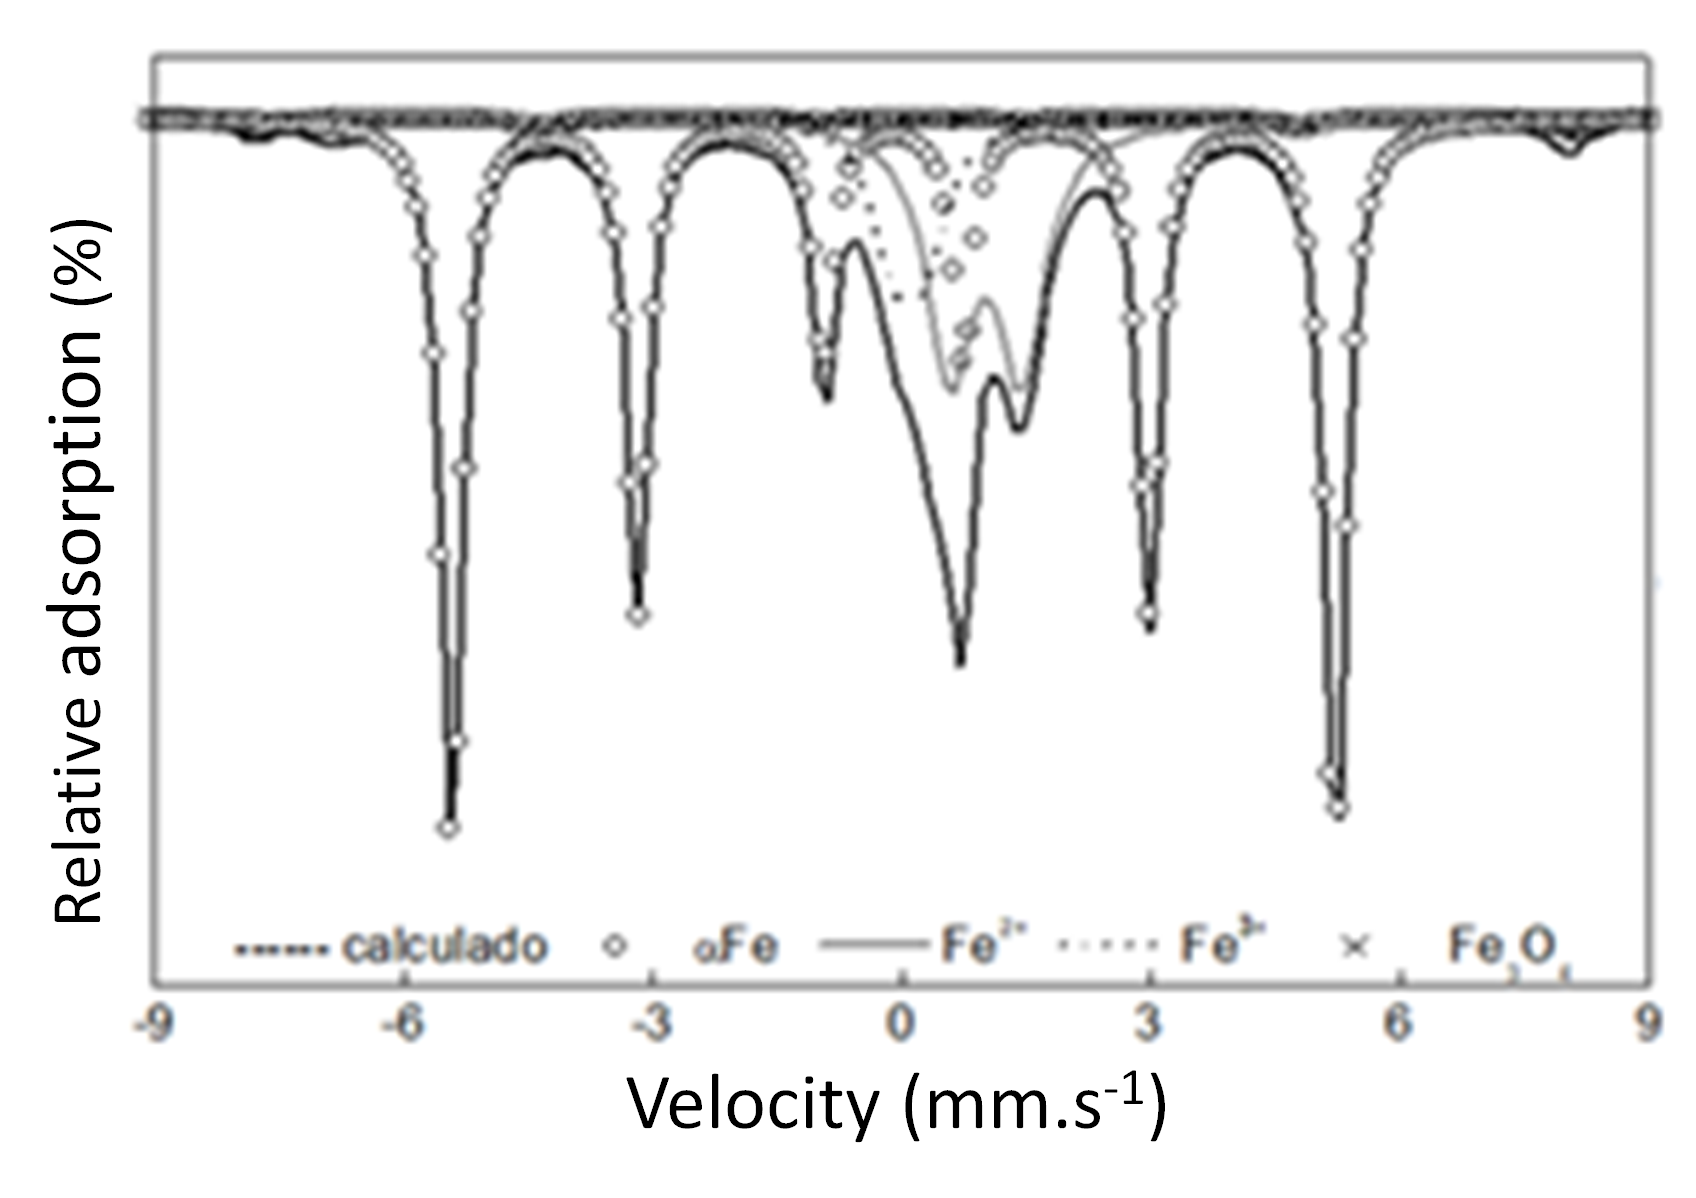 Relative adsorption (%)
calculado αFe Fe²⁺ Fe³⁺ Fe₃O₄
-9 -6 -3 0 3 6 9
Velocity (mm.s⁻¹)